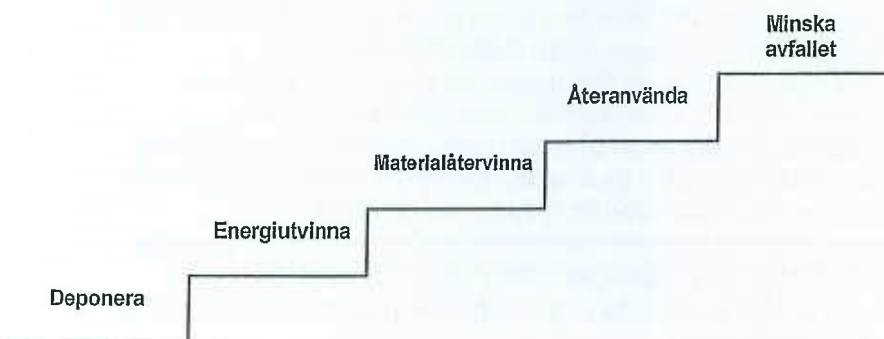 Minska
avfallet
Återanvända
Materialåtervinna
Energiutvinna
Deponera